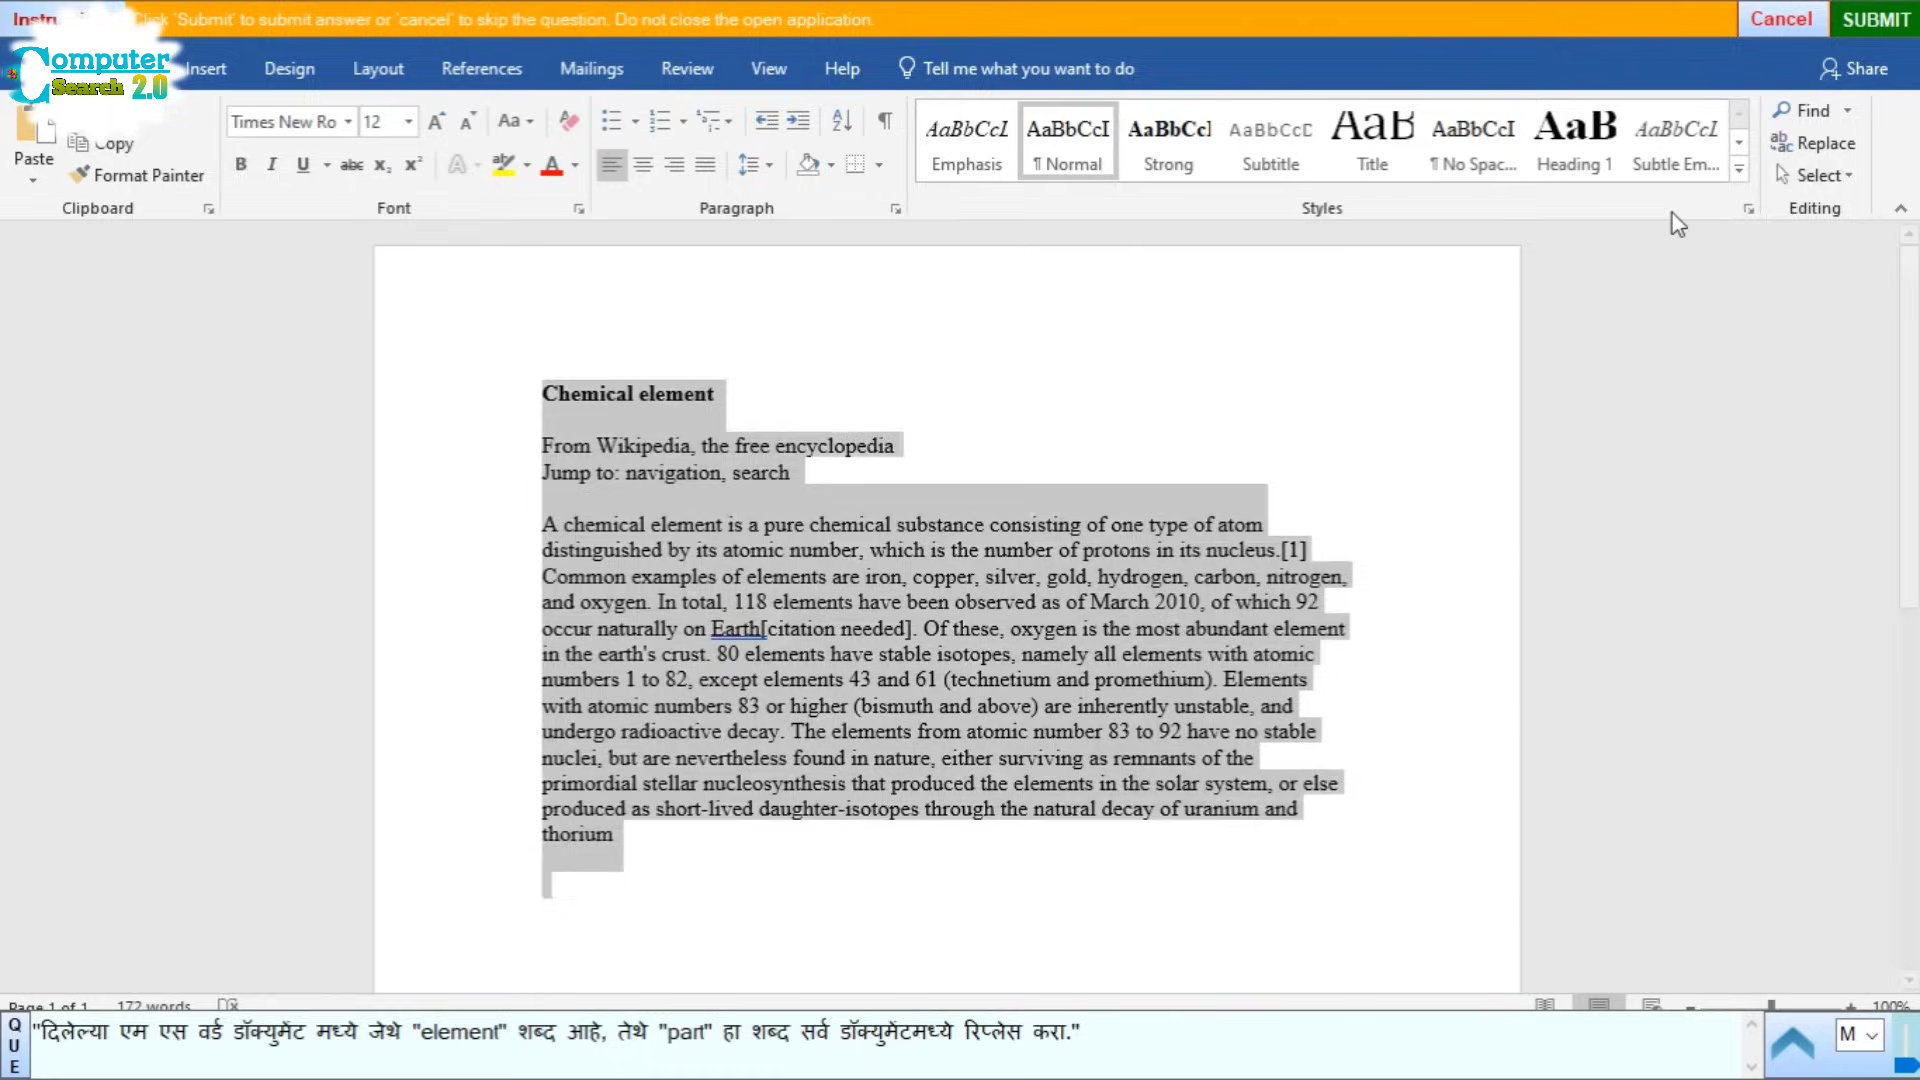 Click 'Submit' to submit answer or 'cancel' to skip the question. Do not close the open application.
Cancel
SUBMIT
Computer
Search 2.0
Insert
Design
Layout
References
Mailings
Review
View
Help
Tell me what you want to do
Share
Paste
Copy
Format Painter
Clipboard
Times New Ro
12
Font
Paragraph
AaBbCcI
Emphasis
AaBbCcI
¶ Normal
AaBbCcI
Strong
AaBbCcD
Subtitle
AaB
Title
AaBbCcI
¶ No Spac...
AaB
Heading 1
AaBbCcI
Subtle Em...
Styles
Find
Replace
Select
Editing
Chemical element
From Wikipedia, the free encyclopedia
Jump to: navigation, search
A chemical element is a pure chemical substance consisting of one type of atom
distinguished by its atomic number, which is the number of protons in its nucleus.[1]
Common examples of elements are iron, copper, silver, gold, hydrogen, carbon, nitrogen,
and oxygen. In total, 118 elements have been observed as of March 2010, of which 92
occur naturally on Earth[citation needed]. Of these, oxygen is the most abundant element
in the earth's crust. 80 elements have stable isotopes, namely all elements with atomic
numbers 1 to 82, except elements 43 and 61 (technetium and promethium). Elements
with atomic numbers 83 or higher (bismuth and above) are inherently unstable, and
undergo radioactive decay. The elements from atomic number 83 to 92 have no stable
nuclei, but are nevertheless found in nature, either surviving as remnants of the
primordial stellar nucleosynthesis that produced the elements in the solar system, or else
produced as short-lived daughter-isotopes through the natural decay of uranium and
thorium
Page 1 of 1
172 words
100%
QUE
"दिलेल्या एम एस वर्ड डॉक्युमेंट मध्ये जेथे "element" शब्द आहे, तेथे "part" हा शब्द सर्व डॉक्युमेंटमध्ये रिप्लेस करा."
M